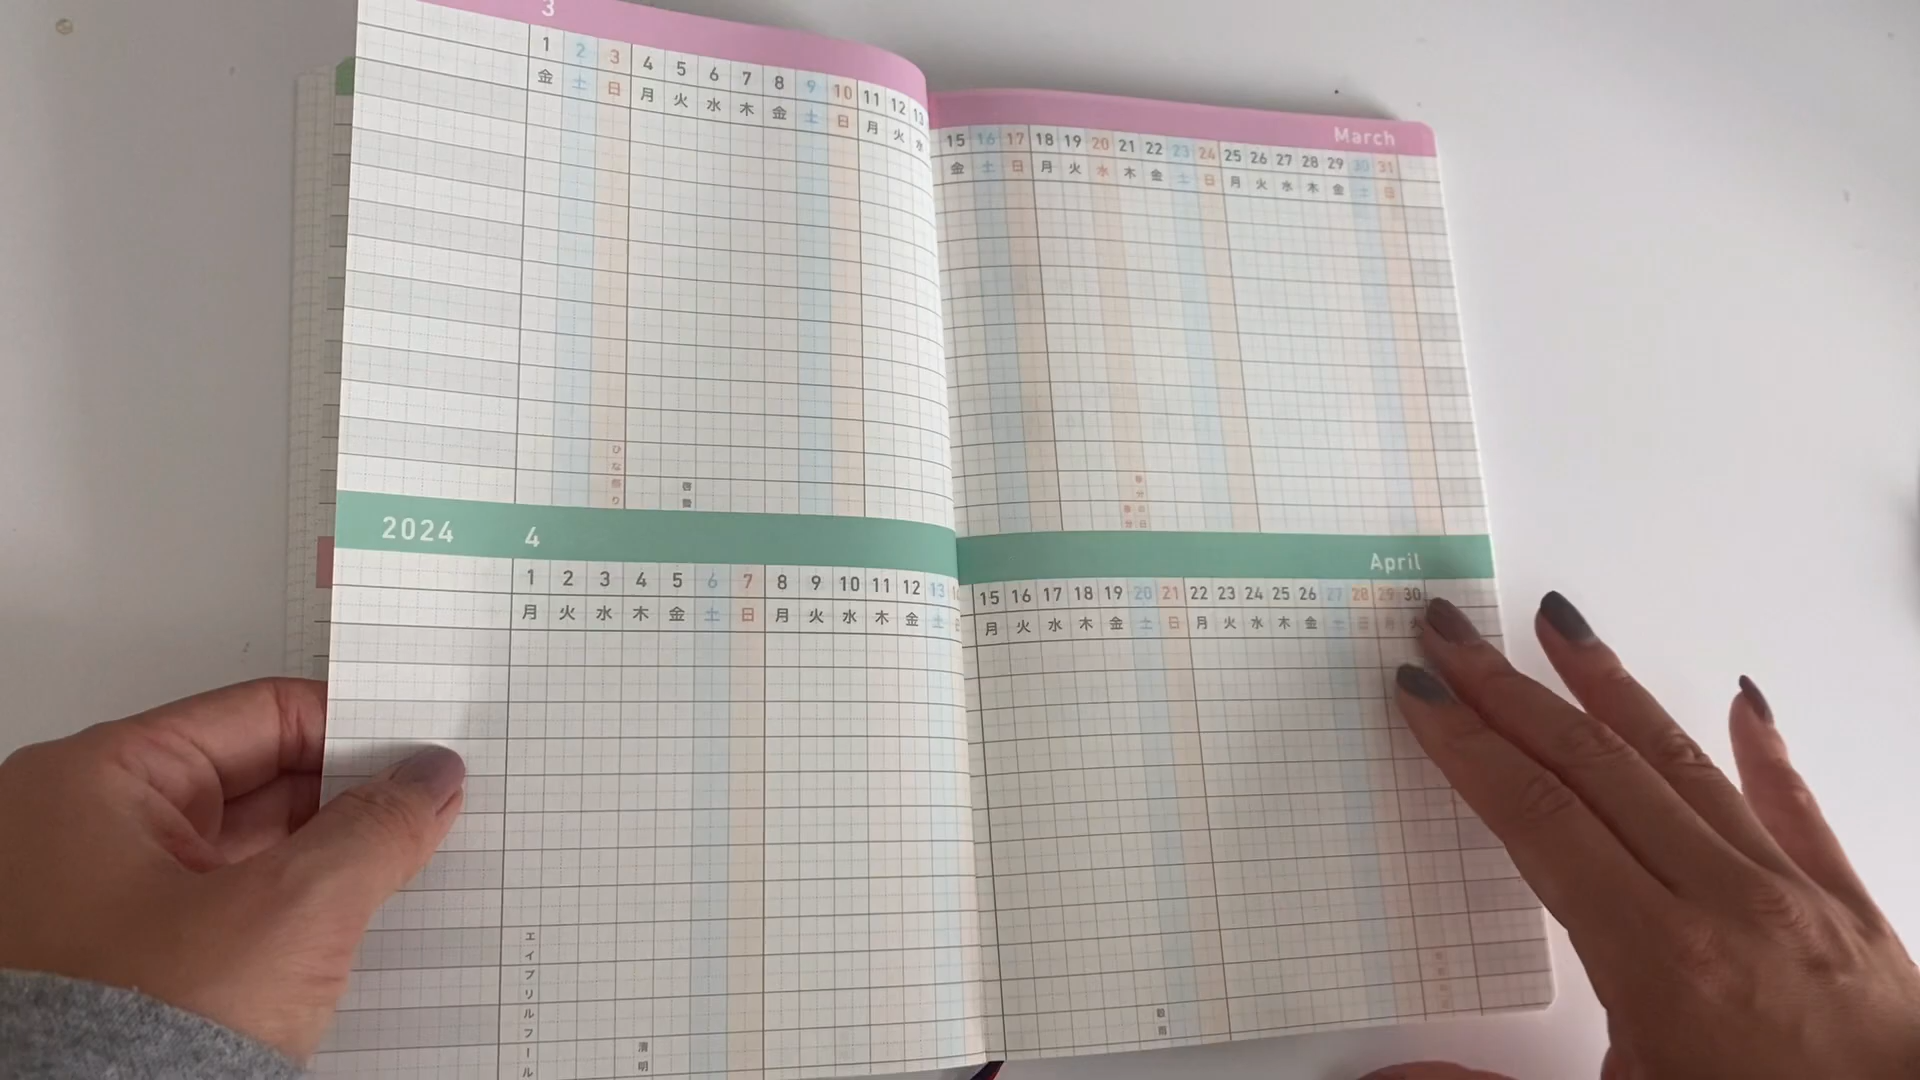 3
1 2 3 4 5 6 7 8 9 10 11 12 13
金 土 日 月 火 水 木 金 土 日 月 火 水
ひな祭り
啓蟄
March
15 16 17 18 19 20 21 22 23 24 25 26 27 28 29 30 31
金 土 日 月 火 水 木 金 土 日 月 火 水 木 金 土 日
2024 4
1 2 3 4 5 6 7 8 9 10 11 12 13
月 火 水 木 金 土 日 月 火 水 木 金 土
エイプリルフール
清明
April
15 16 17 18 19 20 21 22 23 24 25 26 27 28 29 30
月 火 水 木 金 土 日 月 火 水 木 金 土 日 月 火
穀雨